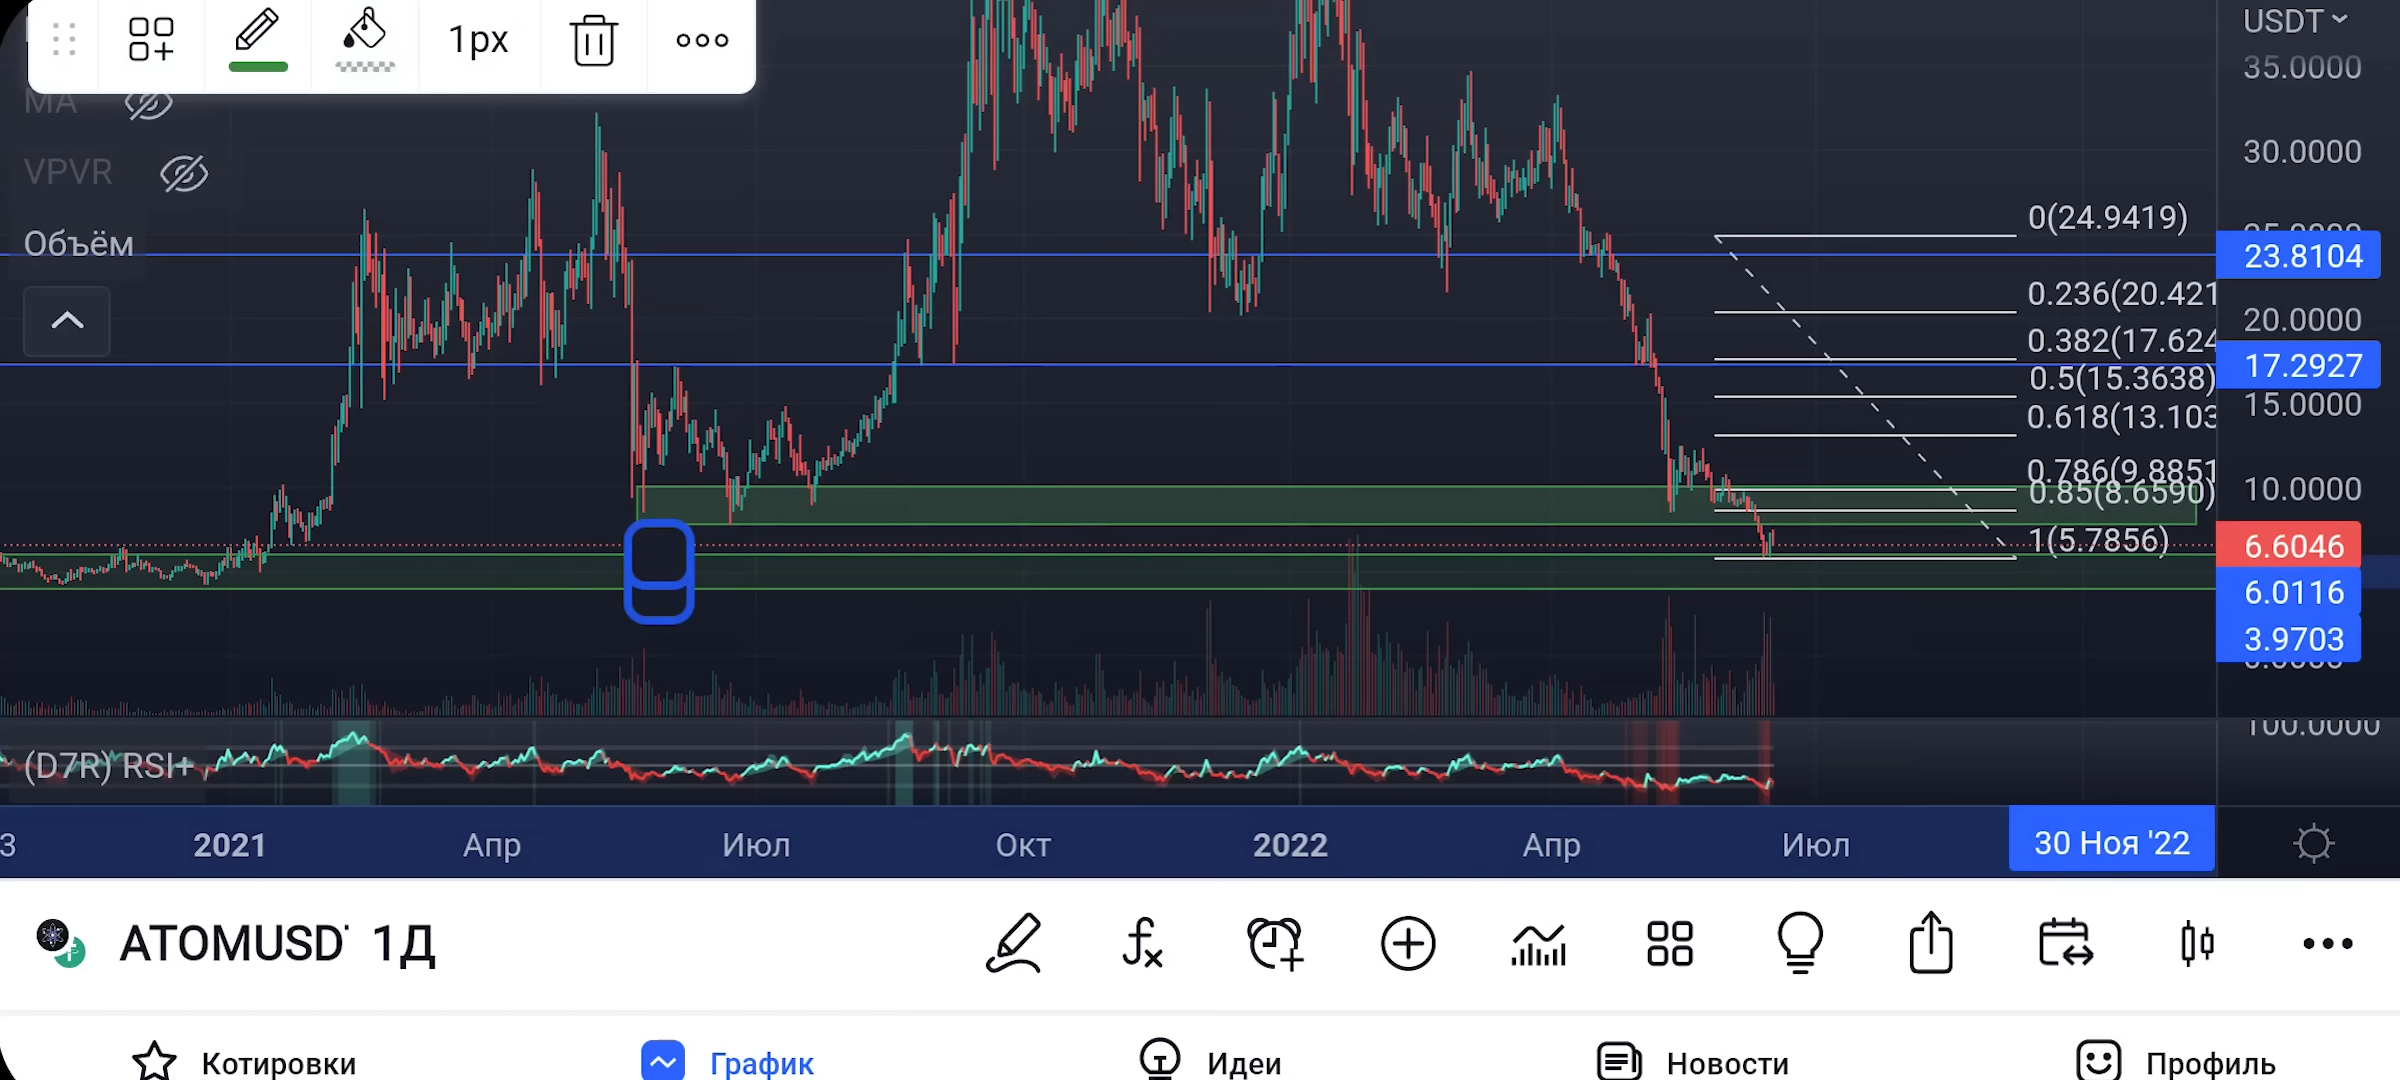 1px
USDT
MA
VPVR
Объём
35.0000
30.0000
23.8104
20.0000
17.2927
15.0000
10.0000
6.6046
6.0116
3.9703
0(24.9419)
0.236(20.421
0.382(17.624
0.5(15.3638)
0.618(13.103
0.786(9.8851
0.85(8.6590)
1(5.7856)
100.0000
(D7R) RSI+
3
2021
Апр
Июл
Окт
2022
Апр
Июл
30 Ноя '22
ATOMUSD 1Д
Котировки
График
Идеи
Новости
Профиль